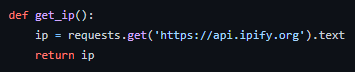 def get_ip():
    ip = requests.get('https://api.ipify.org').text
    return ip